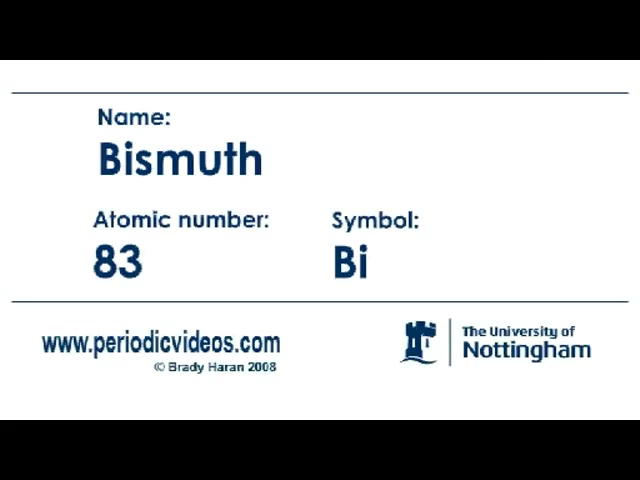 Name:
Bismuth
Atomic number:
Symbol:
83
Bi
www.periodicvideos.com
© Brady Haran 2008
The University of
Nottingham